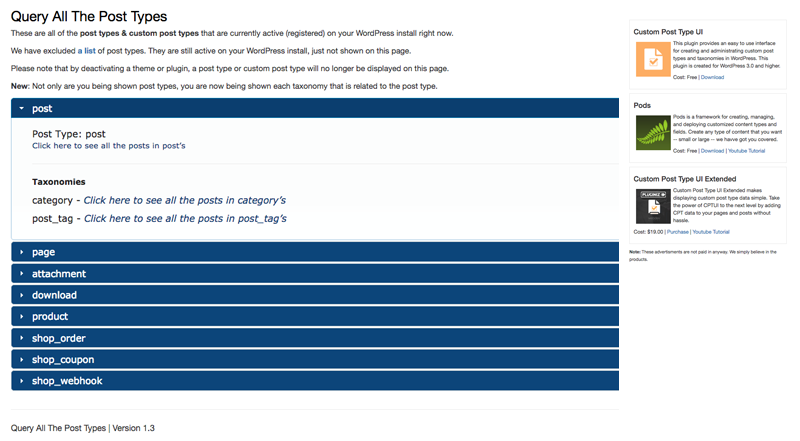 Query All The Post Types
These are all of the post types & custom post types that are currently active (registered) on your WordPress install right now.
We have excluded a list of post types. They are still active on your WordPress install, just not shown on this page.
Please note that by deactivating a theme or plugin, a post type or custom post type will no longer be displayed on this page.
New: Not only are you being shown post types, you are now being shown each taxonomy that is related to the post type.
post
Post Type: post
Click here to see all the posts in post's
Taxonomies
category - Click here to see all the posts in category's
post_tag - Click here to see all the posts in post_tag's
page
attachment
download
product
shop_order
shop_coupon
shop_webhook
Query All The Post Types | Version 1.3
Custom Post Type UI
This plugin provides an easy to use interface
for creating and administrating custom post
types and taxonomies in WordPress. This
plugin is created for WordPress 3.0 and higher.
Cost: Free | Download
Pods
Pods is a framework for creating, managing,
and deploying customized content types and
fields. Create any type of content that you want
-- small or large -- we havve got you covered.
Cost: Free | Download | Youtube Tutorial
Custom Post Type UI Extended
PLUGINIZE
Custom Post Type UI Extended makes
displaying custom post type data simple. Take
the power of CPTUI to the next level by adding
CPT data to your pages and posts without
hassle.
Cost: $19.00 | Purchase | Youtube Tutorial
Note: These advertisments are not paid in anyway. We simply believe in the
products.